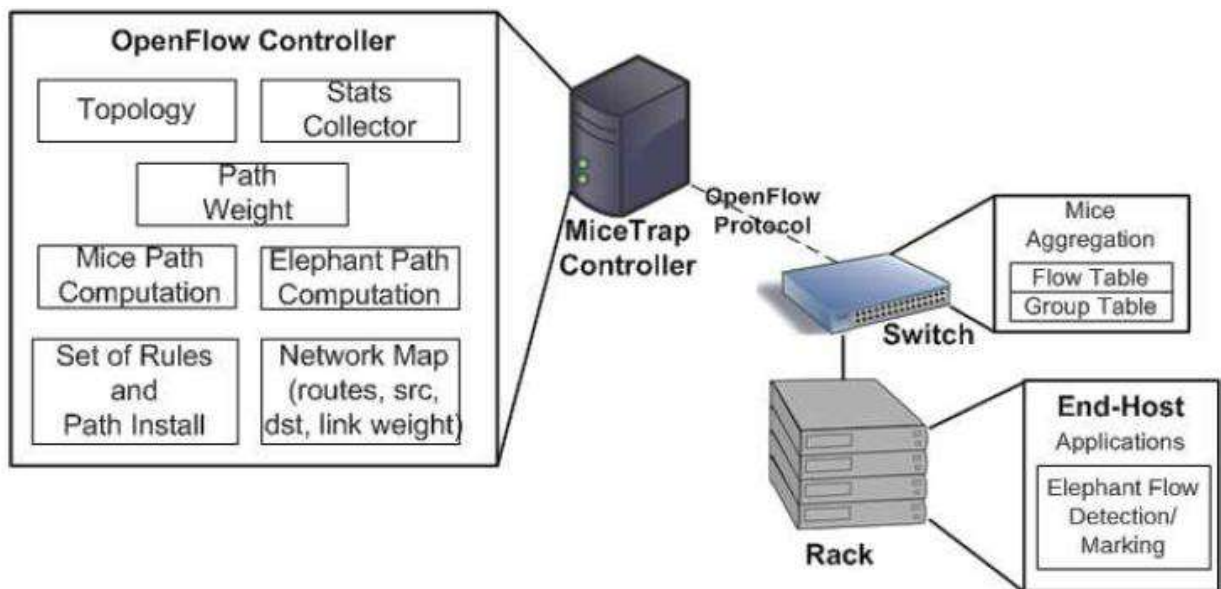 OpenFlow Controller
Topology
Stats
Collector
Path
Weight
Mice Path
Computation
Elephant Path
Computation
Set of Rules
and
Path Install
Network Map
(routes, src,
dst, link weight)
MiceTrap
Controller
OpenFlow
Protocol
Switch
Mice
Aggregation
Flow Table
Group Table
Rack
End-Host
Applications
Elephant Flow
Detection/
Marking